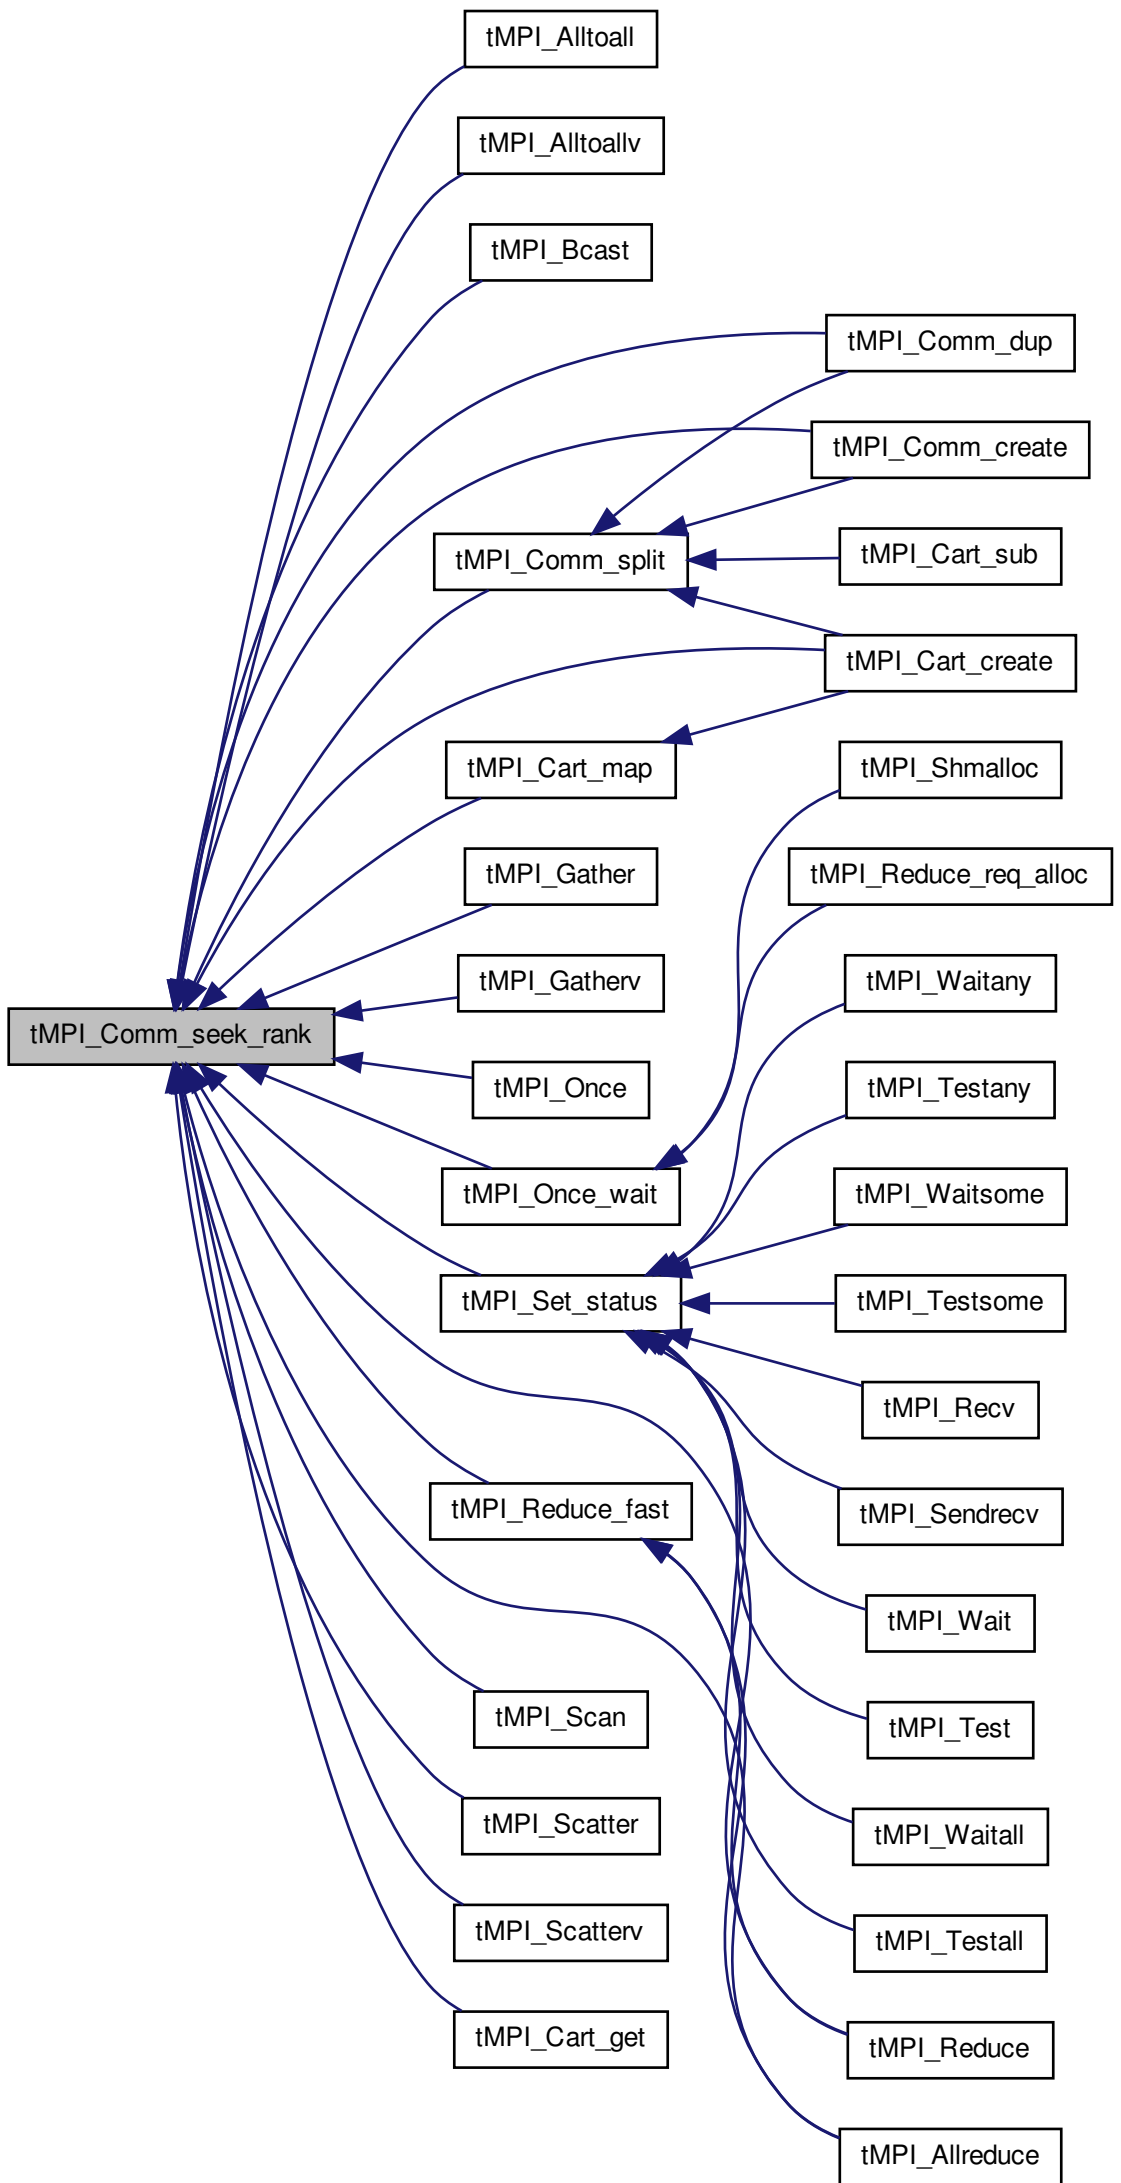 tMPI_Alltoall
tMPI_Alltoallv
tMPI_Bcast
tMPI_Comm_dup
tMPI_Comm_create
tMPI_Comm_split
tMPI_Cart_sub
tMPI_Cart_create
tMPI_Cart_map
tMPI_Shmalloc
tMPI_Gather
tMPI_Reduce_req_alloc
tMPI_Gatherv
tMPI_Waitany
tMPI_Comm_seek_rank
tMPI_Once
tMPI_Testany
tMPI_Once_wait
tMPI_Waitsome
tMPI_Set_status
tMPI_Testsome
tMPI_Recv
tMPI_Reduce_fast
tMPI_Sendrecv
tMPI_Wait
tMPI_Scan
tMPI_Test
tMPI_Scatter
tMPI_Waitall
tMPI_Scatterv
tMPI_Testall
tMPI_Cart_get
tMPI_Reduce
tMPI_Allreduce